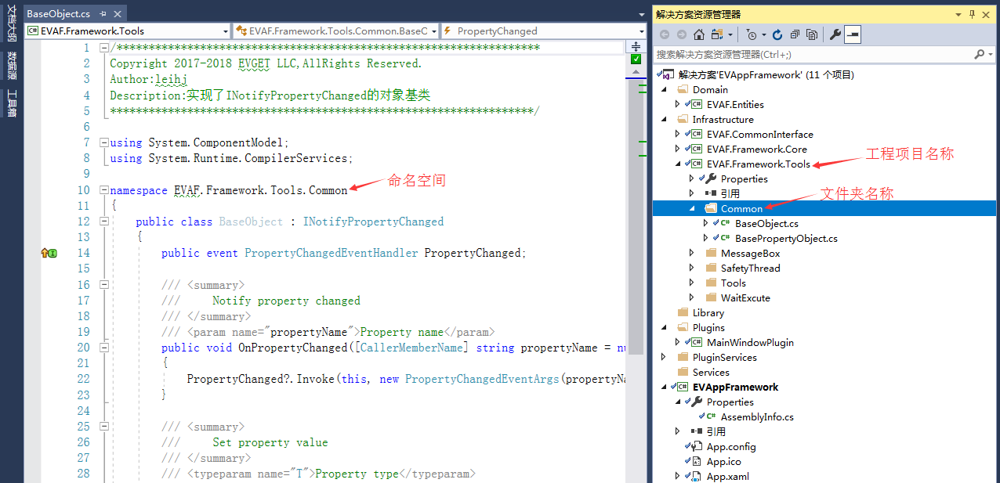 文档大纲
数据源
工具箱
BaseObject.cs
EVAF.Framework.Tools
EVAF.Framework.Tools.Common.BaseC
PropertyChanged
1 /******************************************************************
2 Copyright 2017-2018 EVGET LLC,AllRights Reserved.
3 Author:leihj
4 Description:实现了INotifyPropertyChanged的对象基类
5 ******************************************************************/
6
7 using System.ComponentModel;
8 using System.Runtime.CompilerServices;
9
10 namespace EVAF.Framework.Tools.Common
命名空间
11 {
12 public class BaseObject : INotifyPropertyChanged
13 {
14 public event PropertyChangedEventHandler PropertyChanged;
15
16 /// <summary>
17 /// Notify property changed
18 /// </summary>
19 /// <param name="propertyName">Property name</param>
20 public void OnPropertyChanged([CallerMemberName] string propertyName = nu
21 {
22 PropertyChanged?.Invoke(this, new PropertyChangedEventArgs(propertyNa
23 }
24
25 /// <summary>
26 /// Set property value
27 /// </summary>
28 /// <typeparam name="T">Property type</typeparam>
解决方案资源管理器
搜索解决方案资源管理器(Ctrl+;)
解决方案'EVAppFramework' (11 个项目)
Domain
EVAF.Entities
Infrastructure
EVAF.CommonInterface
EVAF.Framework.Core
EVAF.Framework.Tools
工程项目名称
Properties
引用
文件夹名称
Common
BaseObject.cs
BasePropertyObject.cs
MessageBox
SafetyThread
Tools
WaitExcute
Library
Plugins
MainWindowPlugin
PluginServices
Services
EVAppFramework
Properties
AssemblyInfo.cs
引用
App.config
App.ico
App.xaml